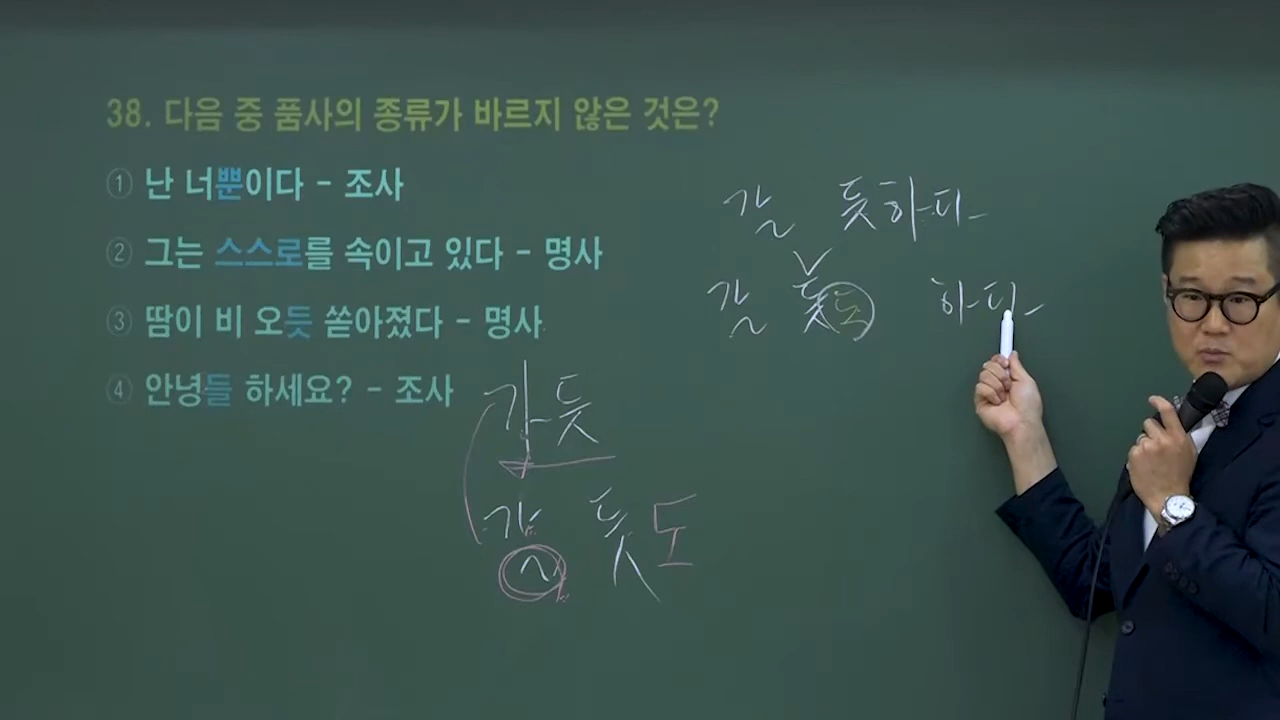 38. 다음 중 품사의 종류가 바르지 않은 것은?
① 난 너뿐이다 - 조사
② 그는 스스로를 속이고 있다 - 명사
③ 땀이 비 오듯 쏟아졌다 - 명사
④ 안녕들 하세요? - 조사
갈 듯하다
갈 듯도 하다
가듯
갈 듯도